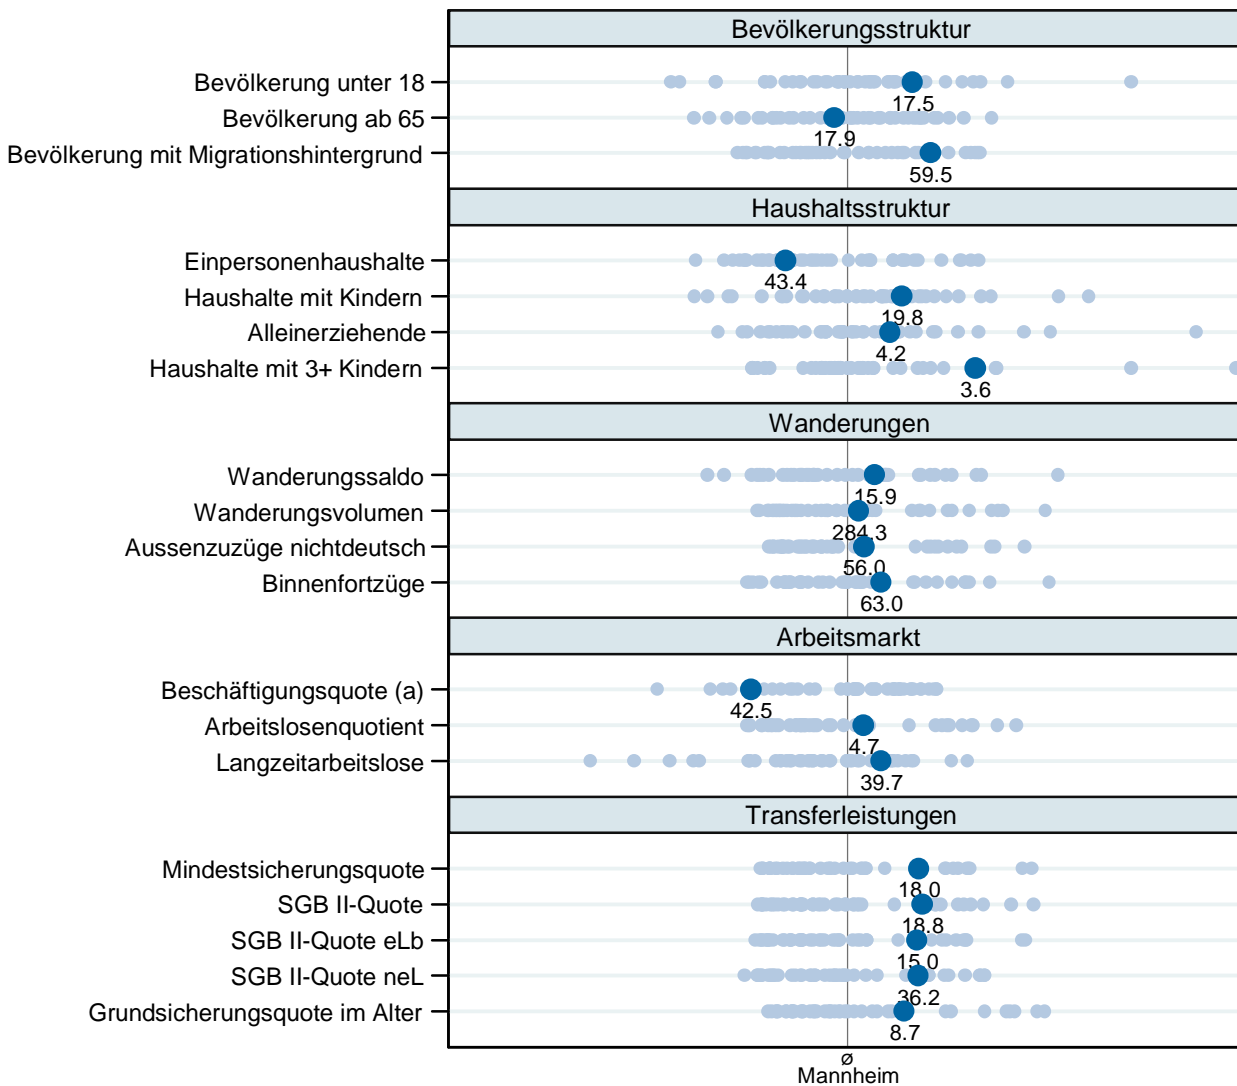 Bevölkerungsstruktur
Bevölkerung unter 18
17.5
Bevölkerung ab 65
17.9
Bevölkerung mit Migrationshintergrund
59.5
Haushaltsstruktur
Einpersonenhaushalte
43.4
Haushalte mit Kindern
19.8
Alleinerziehende
4.2
Haushalte mit 3+ Kindern
3.6
Wanderungen
Wanderungssaldo
15.9
Wanderungsvolumen
284.3
Aussenzuzüge nichtdeutsch
56.0
Binnenfortzüge
63.0
Arbeitsmarkt
Beschäftigungsquote (a)
42.5
Arbeitslosenquotient
4.7
Langzeitarbeitslose
39.7
Transferleistungen
Mindestsicherungsquote
18.0
SGB II-Quote
18.8
SGB II-Quote eLb
15.0
SGB II-Quote neL
36.2
Grundsicherungsquote im Alter
8.7
ø
Mannheim